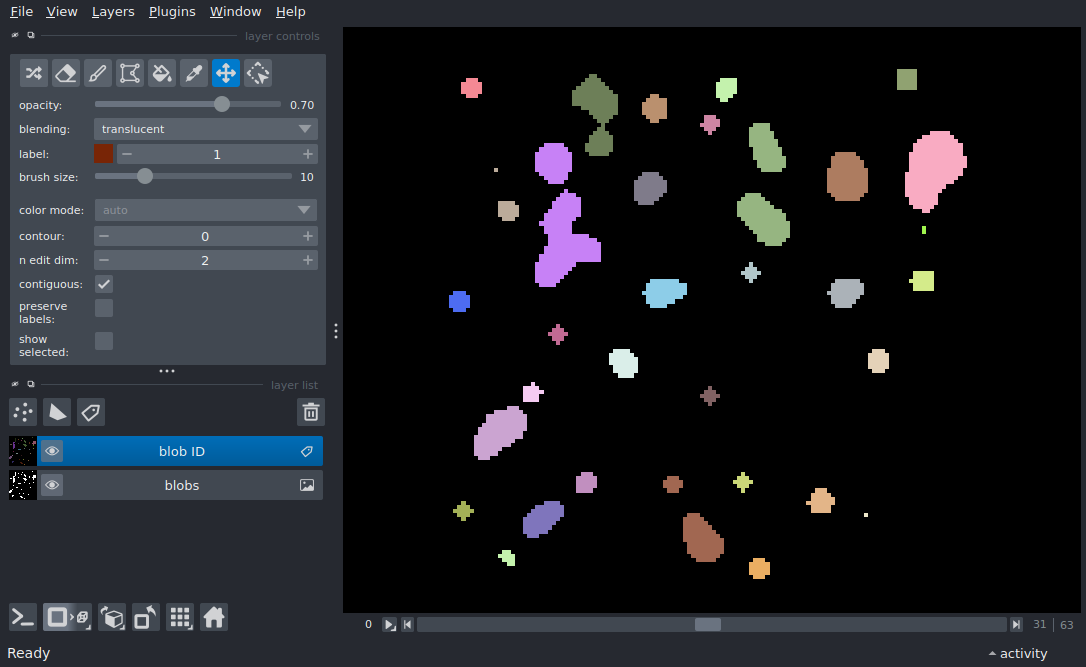 File View Layers Plugins Window Help
layer controls
opacity: 0.70
blending: translucent
label: 1
brush size: 10
color mode: auto
contour: 0
n edit dim: 2
contiguous:
preserve
labels:
show
selected:
layer list
blob ID
blobs
0 31 | 63
Ready activity